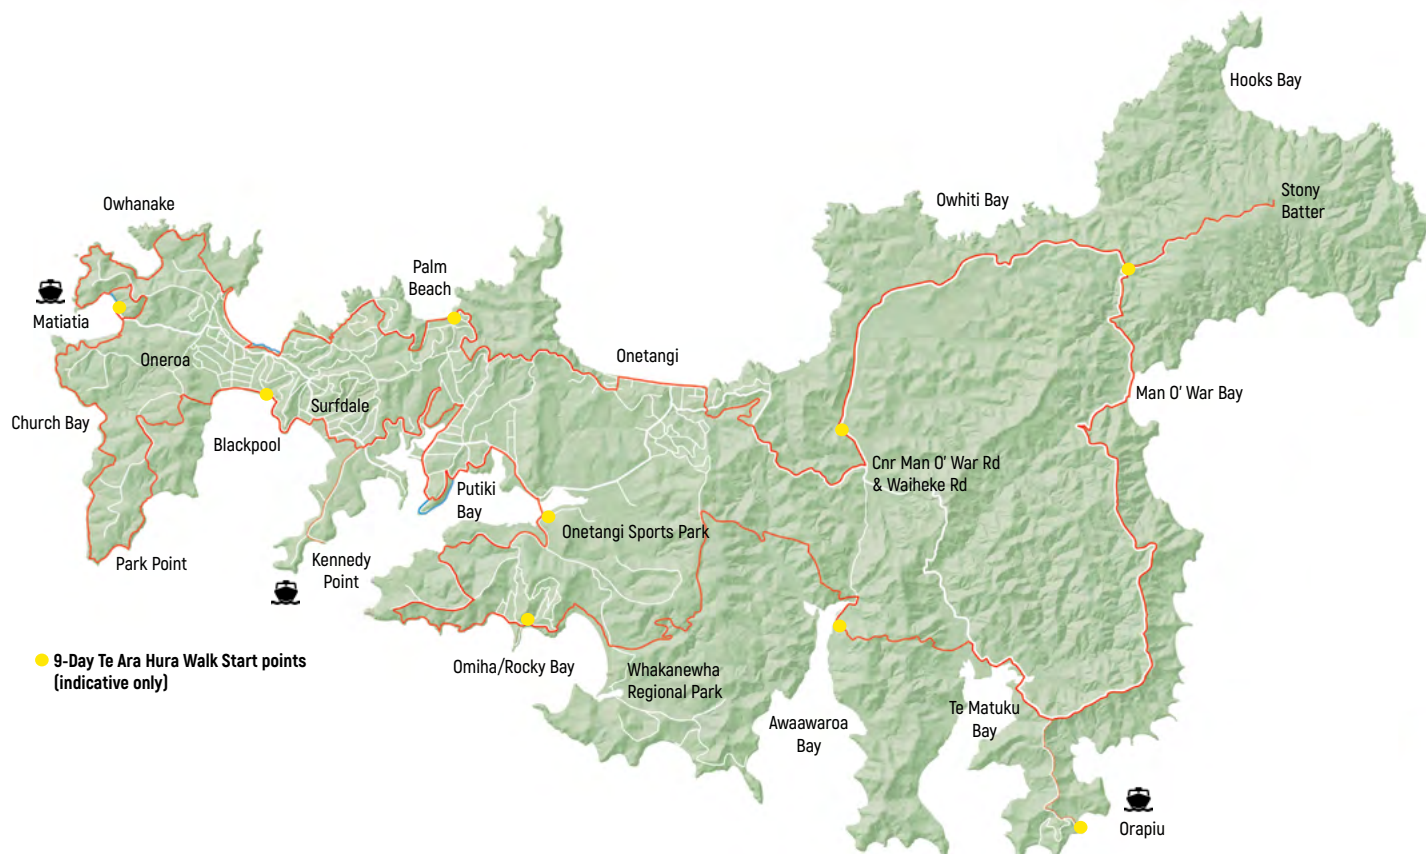 Hooks Bay
Stony
Batter
Owhiti Bay
Owhanake
Palm
Beach
Matiatia
Oneroa
Onetangi
Man O' War Bay
Church Bay
Surfdale
Blackpool
Cnr Man O' War Rd
& Waiheke Rd
Putiki
Bay
Onetangi Sports Park
Park Point
Kennedy
Point
9-Day Te Ara Hura Walk Start points
(indicative only)
Omiha/Rocky Bay
Whakanewha
Regional Park
Awaawaroa
Bay
Te Matuku
Bay
Orapiu